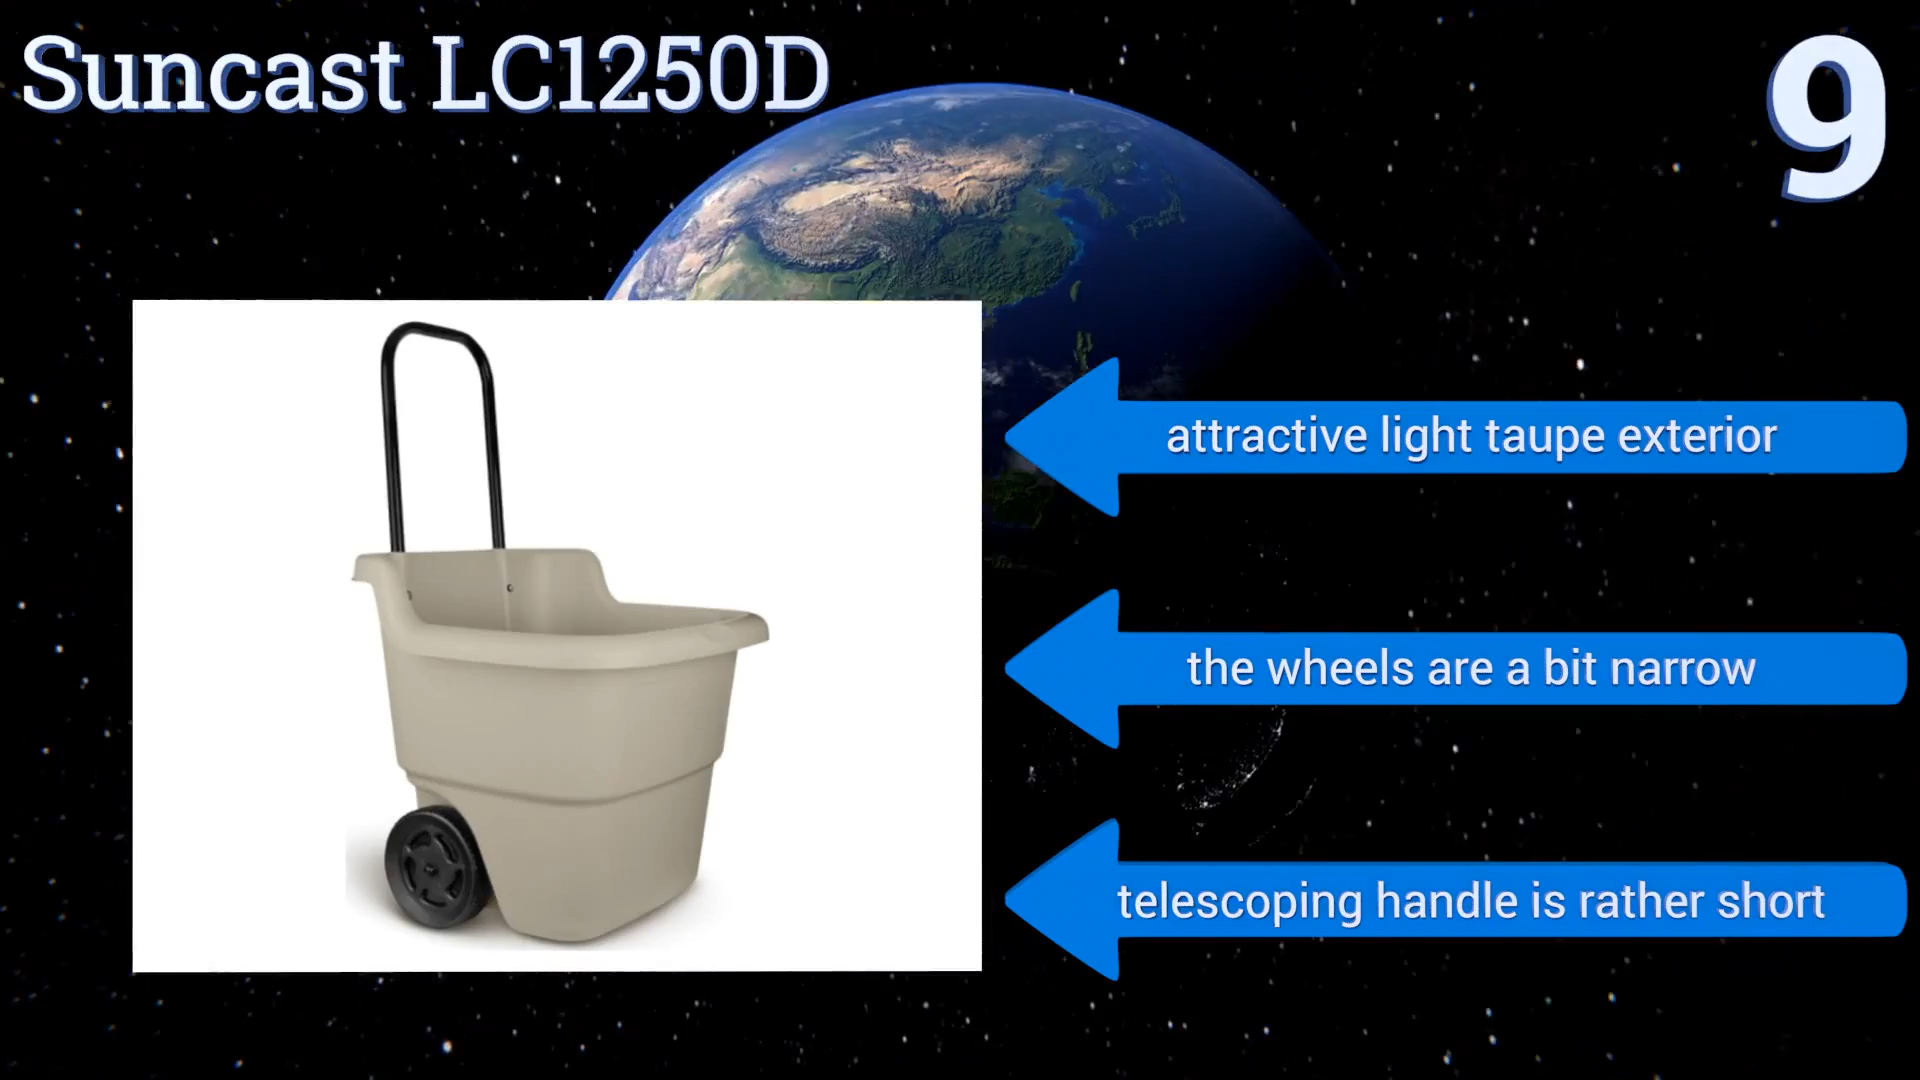 Suncast LC1250D
9
attractive light taupe exterior
the wheels are a bit narrow
telescoping handle is rather short